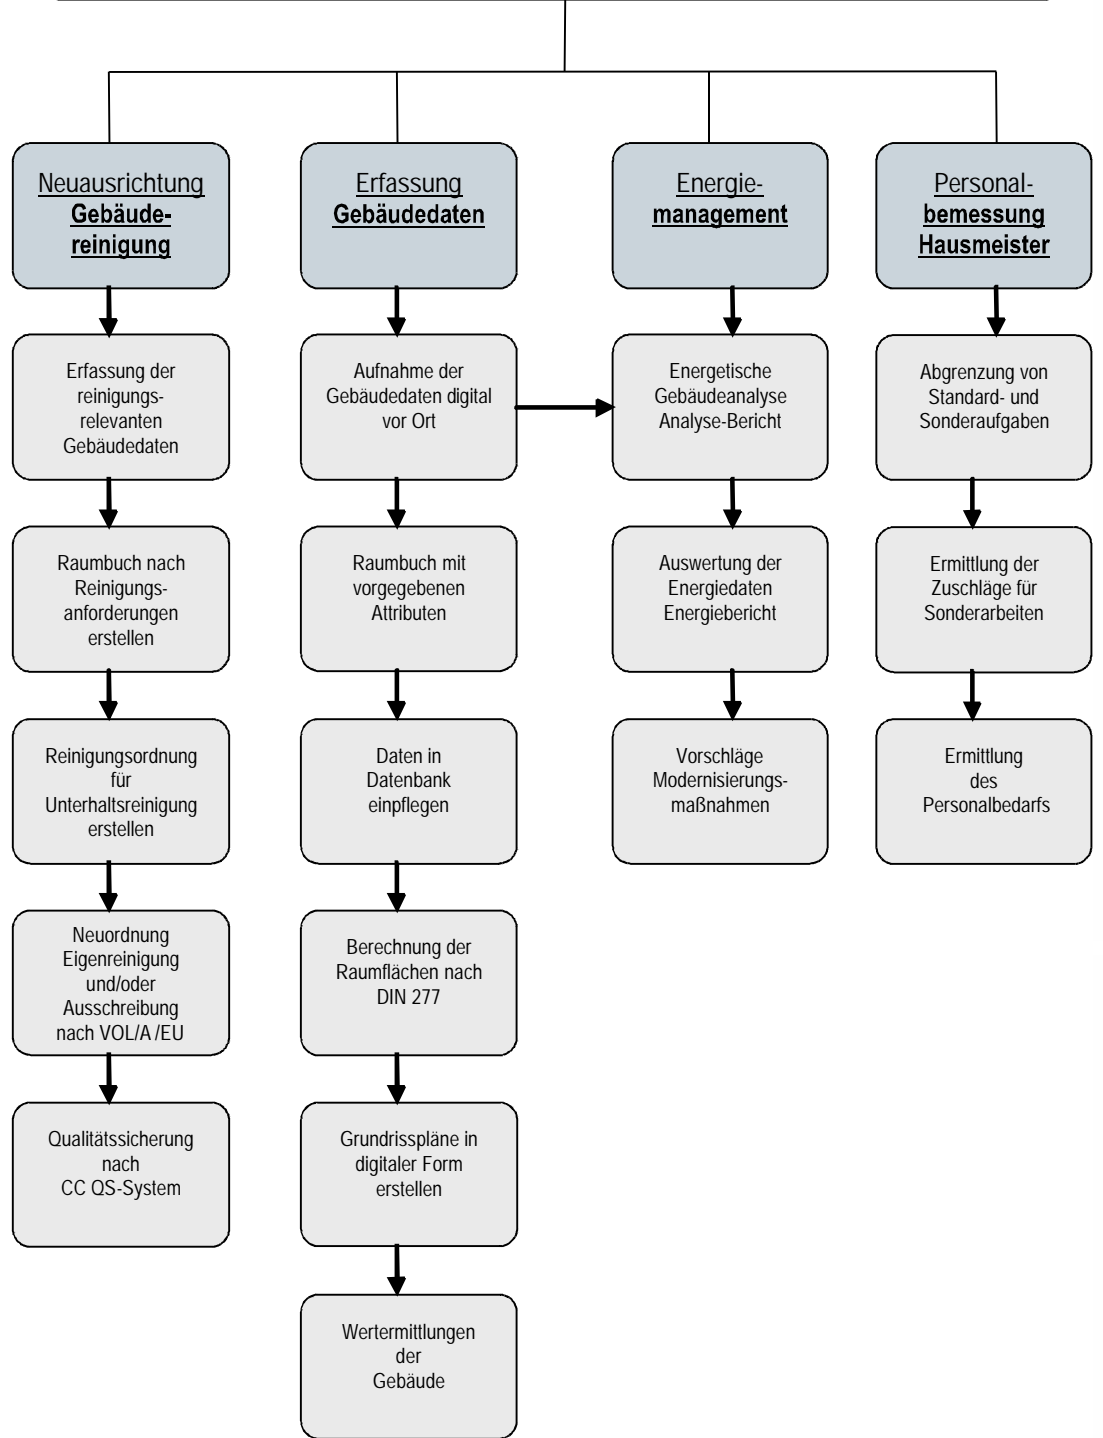 Neuausrichtung
Gebäude-
reinigung
Erfassung der
reinigungs-
relevanten
Gebäudedaten
Raumbuch nach
Reinigungs-
anforderungen
erstellen
Reinigungsordnung
für
Unterhaltsreinigung
erstellen
Neuordnung
Eigenreinigung
und/oder
Ausschreibung
nach VOL/A /EU
Qualitätssicherung
nach
CC QS-System
Erfassung
Gebäudedaten
Aufnahme der
Gebäudedaten digital
vor Ort
Raumbuch mit
vorgegebenen
Attributen
Daten in
Datenbank
einpflegen
Berechnung der
Raumflächen nach
DIN 277
Grundrisspläne in
digitaler Form
erstellen
Wertermittlungen
der
Gebäude
Energie-
management
Energetische
Gebäudeanalyse
Analyse-Bericht
Auswertung der
Energiedaten
Energiebericht
Vorschläge
Modernisierungs-
maßnahmen
Personal-
bemessung
Hausmeister
Abgrenzung von
Standard- und
Sonderaufgaben
Ermittlung der
Zuschläge für
Sonderarbeiten
Ermittlung
des
Personalbedarfs